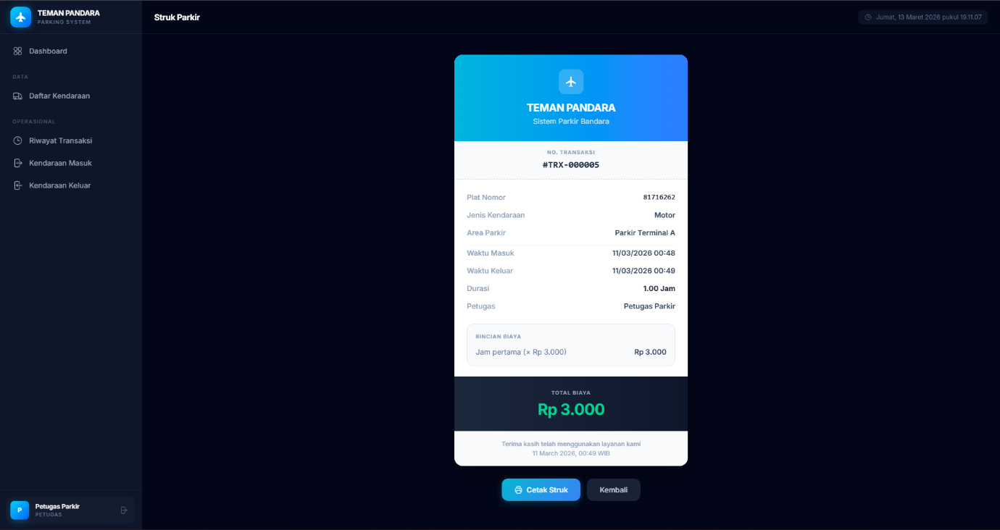 TEMAN PANDARA
PARKING SYSTEM
Struk Parkir
Jumat, 13 Maret 2026 pukul 19.11.07
Dashboard
DATA
Daftar Kendaraan
OPERASIONAL
Riwayat Transaksi
Kendaraan Masuk
Kendaraan Keluar
TEMAN PANDARA
Sistem Parkir Bandara
NO. TRANSAKSI
#TRX-000005
Plat Nomor 81716262
Jenis Kendaraan Motor
Area Parkir Parkir Terminal A
Waktu Masuk 11/03/2026 00:48
Waktu Keluar 11/03/2026 00:49
Durasi 1.00 Jam
Petugas Petugas Parkir
RINCIAN BIAYA
Jam pertama (× Rp 3.000) Rp 3.000
TOTAL BIAYA
Rp 3.000
Terima kasih telah menggunakan layanan kami
11 March 2026, 00:49 WIB
Cetak Struk
Kembali
P
Petugas Parkir
PETUGAS